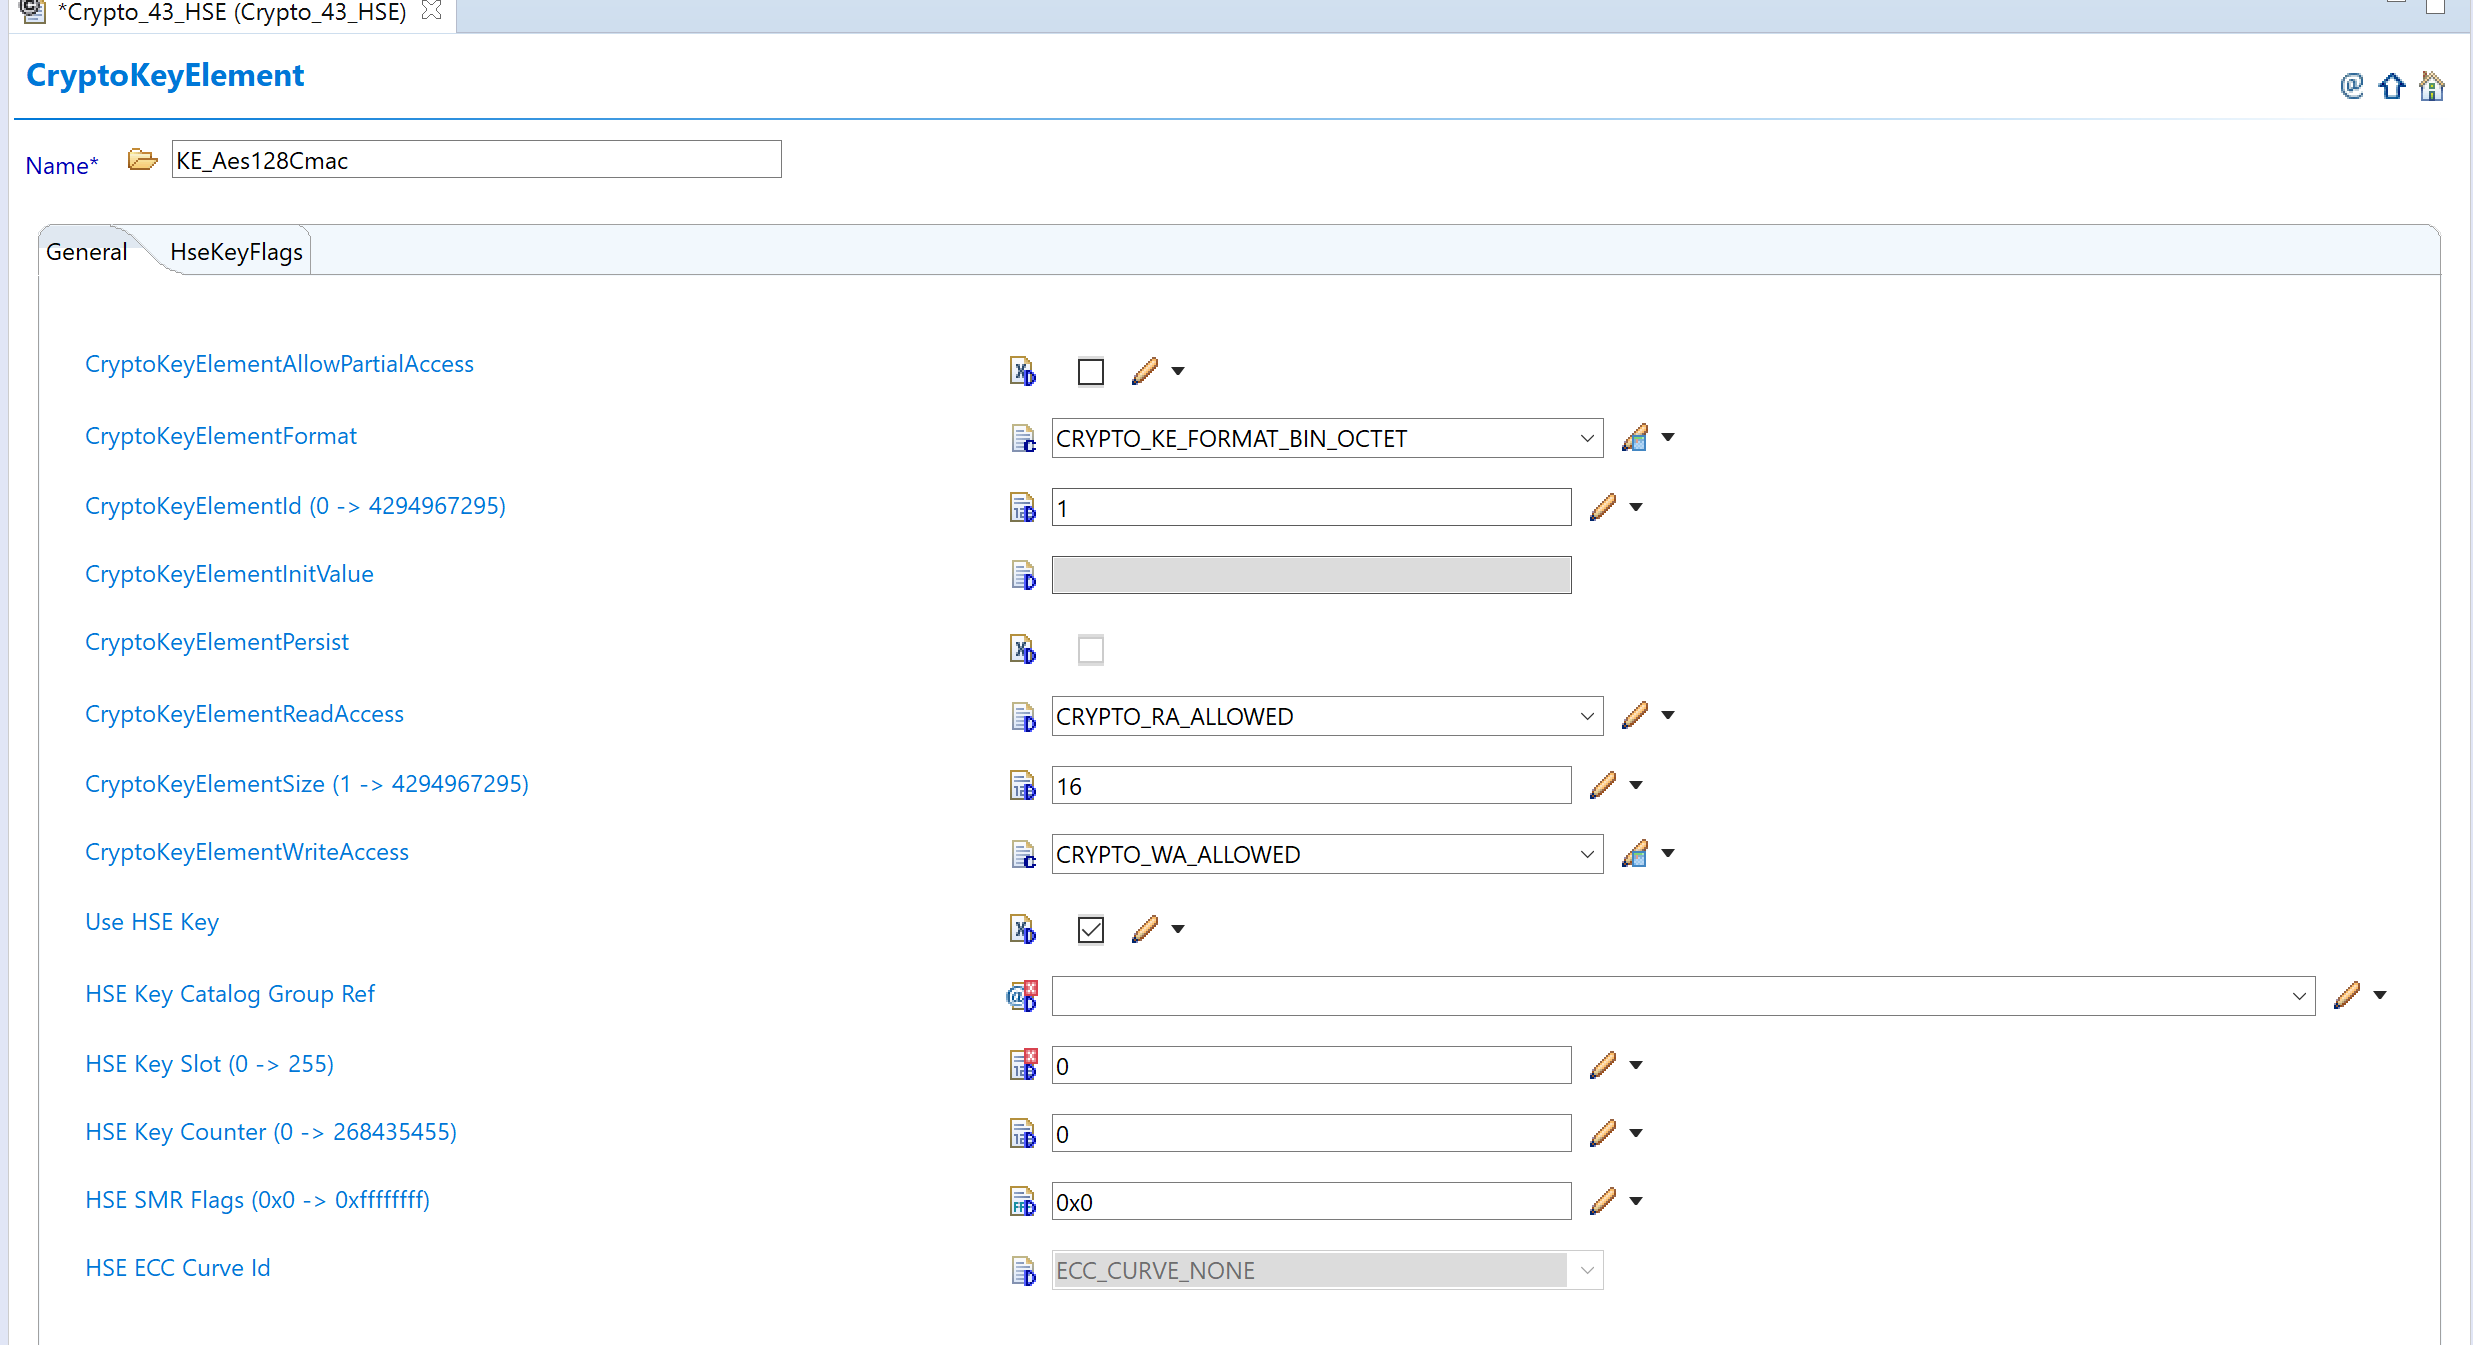 *Crypto_43_HSE (Crypto_43_HSE)
CryptoKeyElement
Name* KE_Aes128Cmac
General HseKeyFlags
CryptoKeyElementAllowPartialAccess
CryptoKeyElementFormat CRYPTO_KE_FORMAT_BIN_OCTET
CryptoKeyElementId (0 -> 4294967295) 1
CryptoKeyElementInitValue
CryptoKeyElementPersist
CryptoKeyElementReadAccess CRYPTO_RA_ALLOWED
CryptoKeyElementSize (1 -> 4294967295) 16
CryptoKeyElementWriteAccess CRYPTO_WA_ALLOWED
Use HSE Key
HSE Key Catalog Group Ref
HSE Key Slot (0 -> 255) 0
HSE Key Counter (0 -> 268435455) 0
HSE SMR Flags (0x0 -> 0xffffffff) 0x0
HSE ECC Curve Id ECC_CURVE_NONE